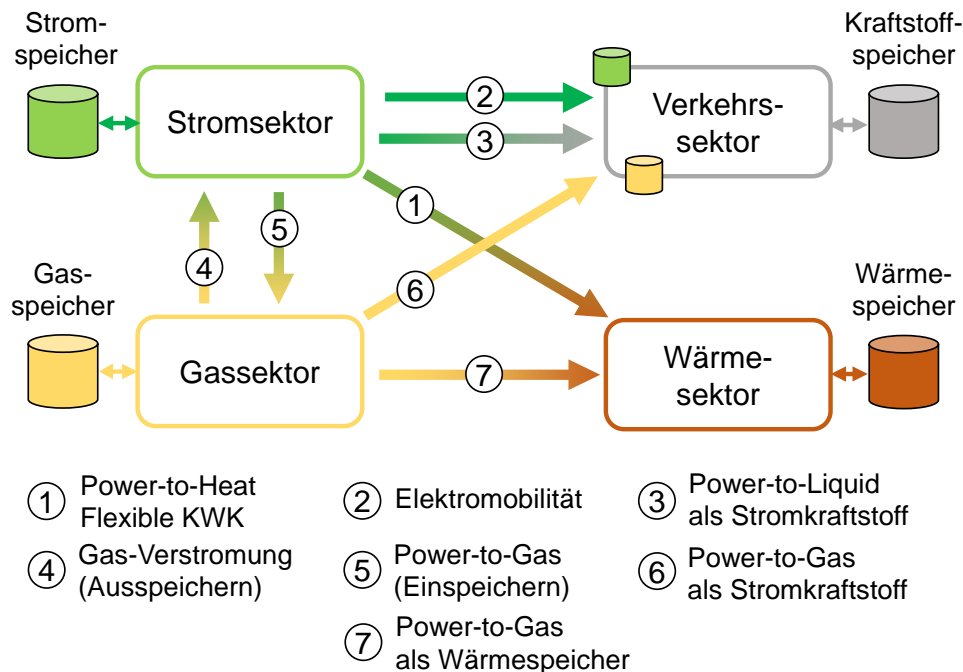 Strom-
speicher
Stromsektor
2
3
Verkehrs-
sektor
Kraftstoff-
speicher
1
5
4
6
Gas-
speicher
Gassektor
7
Wärme-
sektor
Wärme-
speicher
1 Power-to-Heat
Flexible KWK
2 Elektromobilität
3 Power-to-Liquid
als Stromkraftstoff
4 Gas-Verstromung
(Ausspeichern)
5 Power-to-Gas
(Einspeichern)
6 Power-to-Gas
als Stromkraftstoff
7 Power-to-Gas
als Wärmespeicher